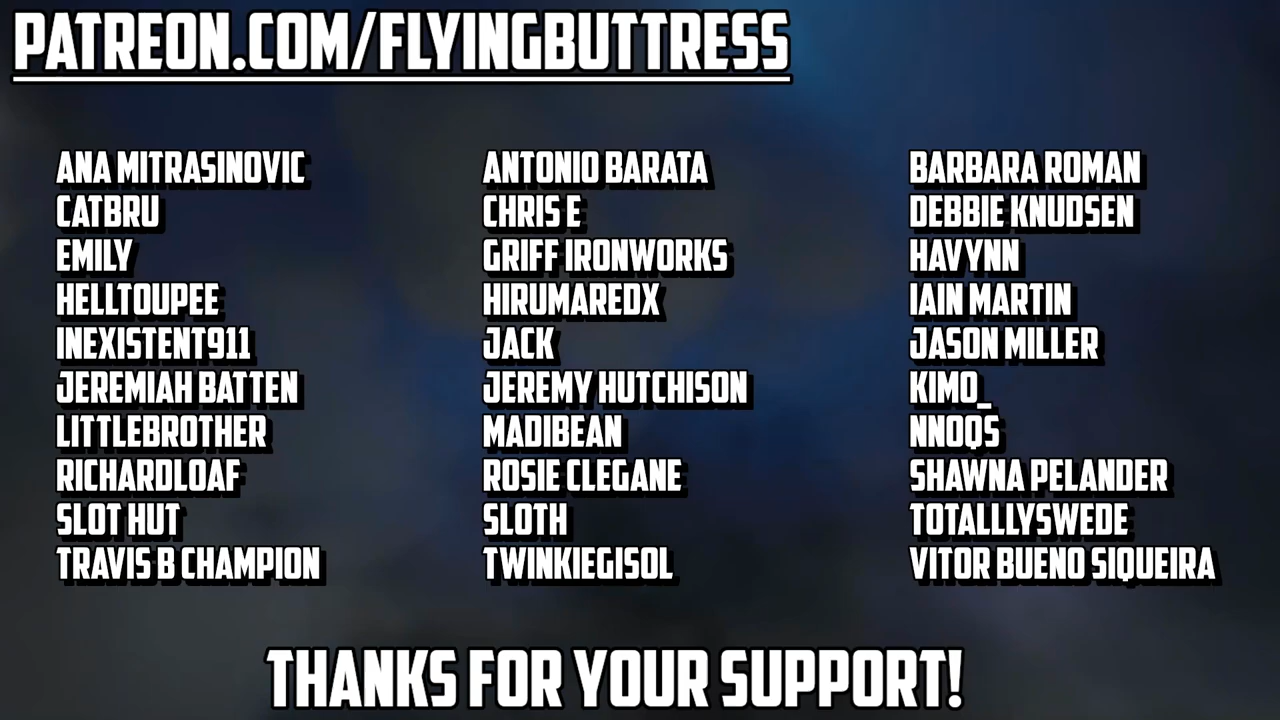 PATREON.COM/FLYINGBUTTRESS
ANA MITRASINOVIC
ANTONIO BARATA
BARBARA ROMAN
CATBRU
CHRIS E
DEBBIE KNUDSEN
EMILY
GRIFF IRONWORKS
HAVYNN
HELLTOUPEE
HIRUMAREDX
IAIN MARTIN
INEXISTENT911
JACK
JASON MILLER
JEREMIAH BATTEN
JEREMY HUTCHISON
KIMO_
LITTLEBROTHER
MADIBEAN
NNOQS
RICHARDLOAF
ROSIE CLEGANE
SHAWNA PELANDER
SLOT HUT
SLOTH
TOTALLLYSWEDE
TRAVIS B CHAMPION
TWINKIEGISOL
VITOR BUENO SIQUEIRA
THANKS FOR YOUR SUPPORT!